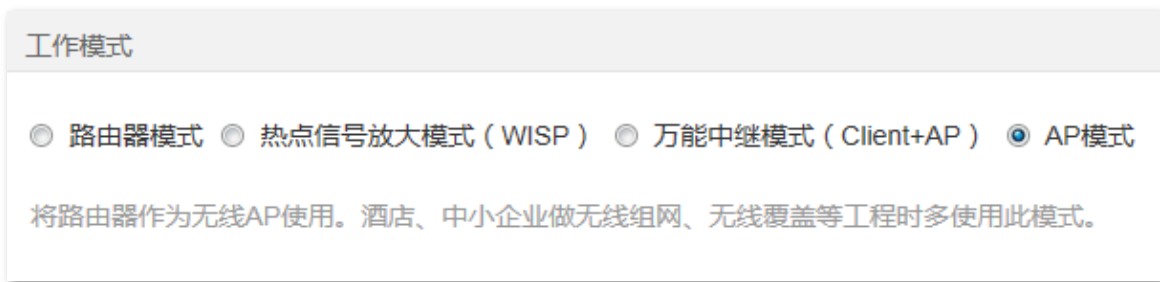 工作模式
路由器模式 热点信号放大模式（WISP） 万能中继模式（Client+AP） AP模式
将路由器作为无线AP使用。酒店、中小企业做无线组网、无线覆盖等工程时多使用此模式。